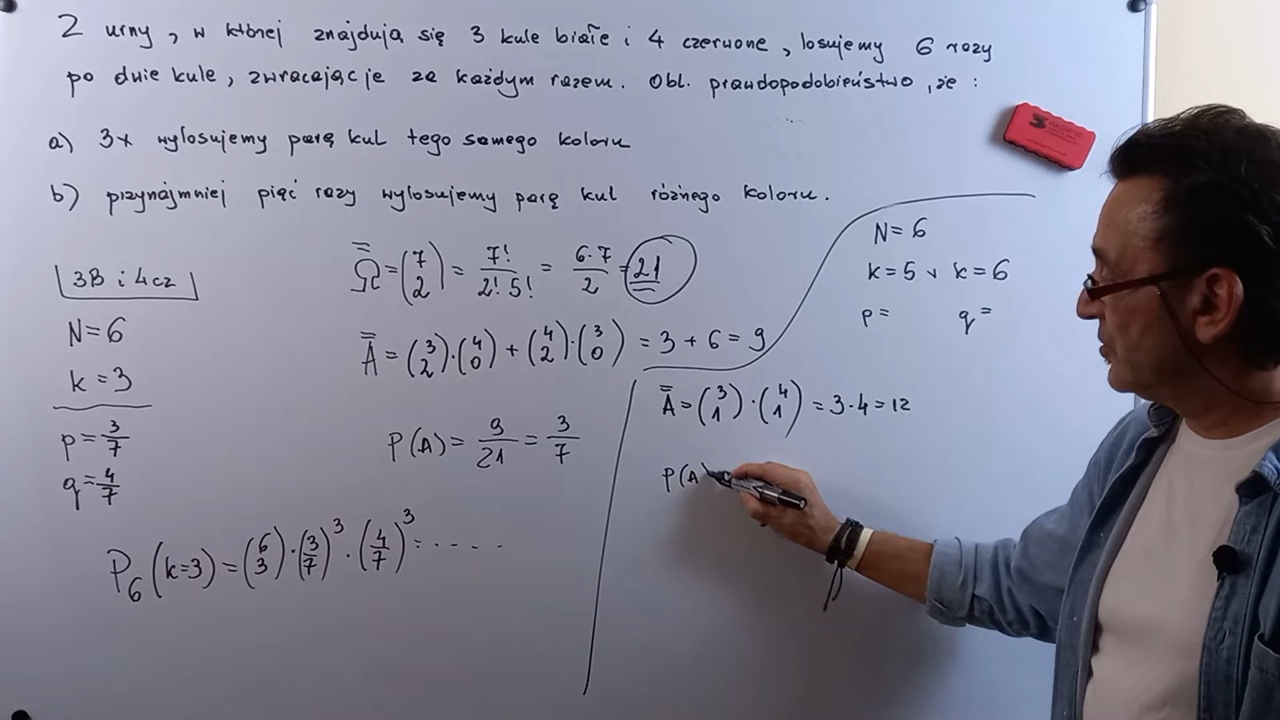 2 urny, w której znajdują się 3 kule białe i 4 czerwone, losujemy 6 razy
po dwie kule, zwracając je za każdym razem. Obl. prawdopodobieństwo, że :
a) 3x wylosujemy parę kul tego samego koloru
b) przynajmniej pięć razy wylosujemy parę kul różnego koloru.
3B i 4cz
N=6
k=3
p=3/7
q=4/7
P₆(k=3)=(6 3)·(3/7)³·(4/7)³=....
Ω̿=(7 2)=7!/(2! 5!)=(6·7)/2=21
A̿=(3 2)·(4 0)+(4 2)·(3 0)=3+6=9
P(A)=9/21=3/7
N=6
k=5 v k=6
p= q=
A̿=(3 1)·(4 1)=3·4=12
P(A)